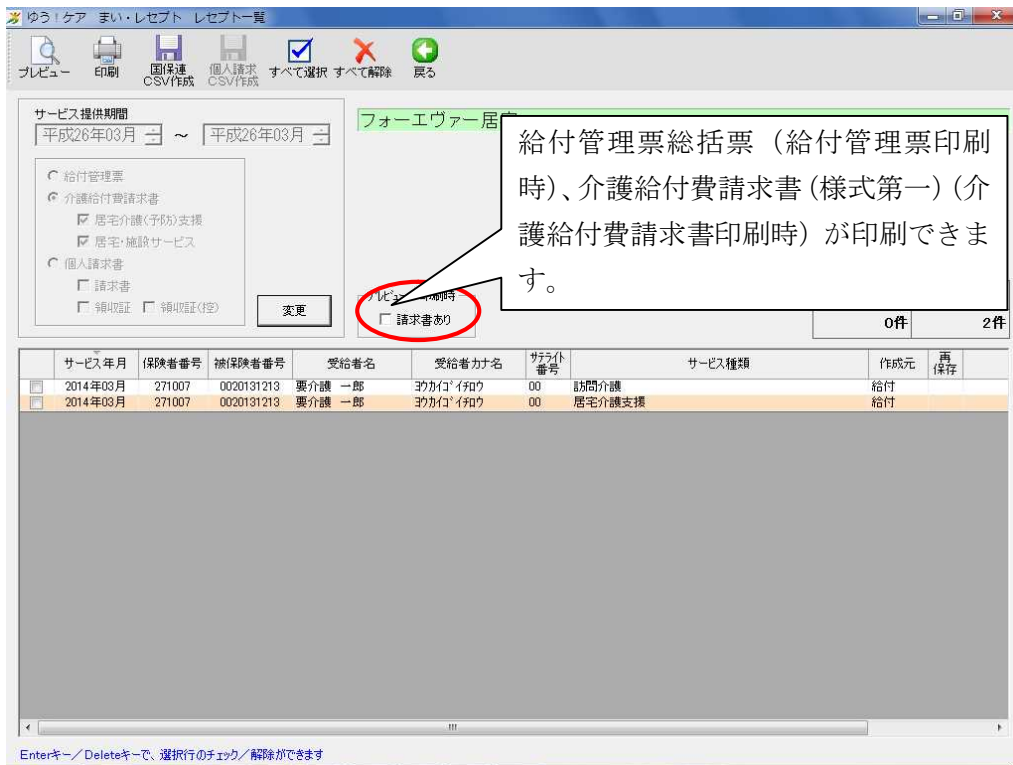 ゆう!ケア まい・レセプト レセプト一覧
プレビュー 印刷 国保連 CSV作成 個人請求 CSV作成 すべて選択 すべて解除 戻る
サービス提供期間
平成26年03月 ～ 平成26年03月
フォーエヴァー居宅
給付管理票総括票（給付管理票印刷
時）、介護給付費請求書（様式第一）（介
護給付費請求書印刷時）が印刷できま
す。
給付管理票
介護給付費請求書
居宅介護(予防)支援
居宅・施設サービス
個人請求書
請求書
領収証 領収証(控)
変更
請求書あり
0件 2件
サービス年月 保険者番号 被保険者番号 受給者名 受給者カナ名 サテライト番号 サービス種類 作成元 再保存
2014年03月 271007 0020131213 要介護 一郎 ヨウカイゴ イチロウ 00 訪問介護 給付
2014年03月 271007 0020131213 要介護 一郎 ヨウカイゴ イチロウ 00 居宅介護支援 給付
Enterキー／Deleteキーで、選択行のチェック／解除ができます